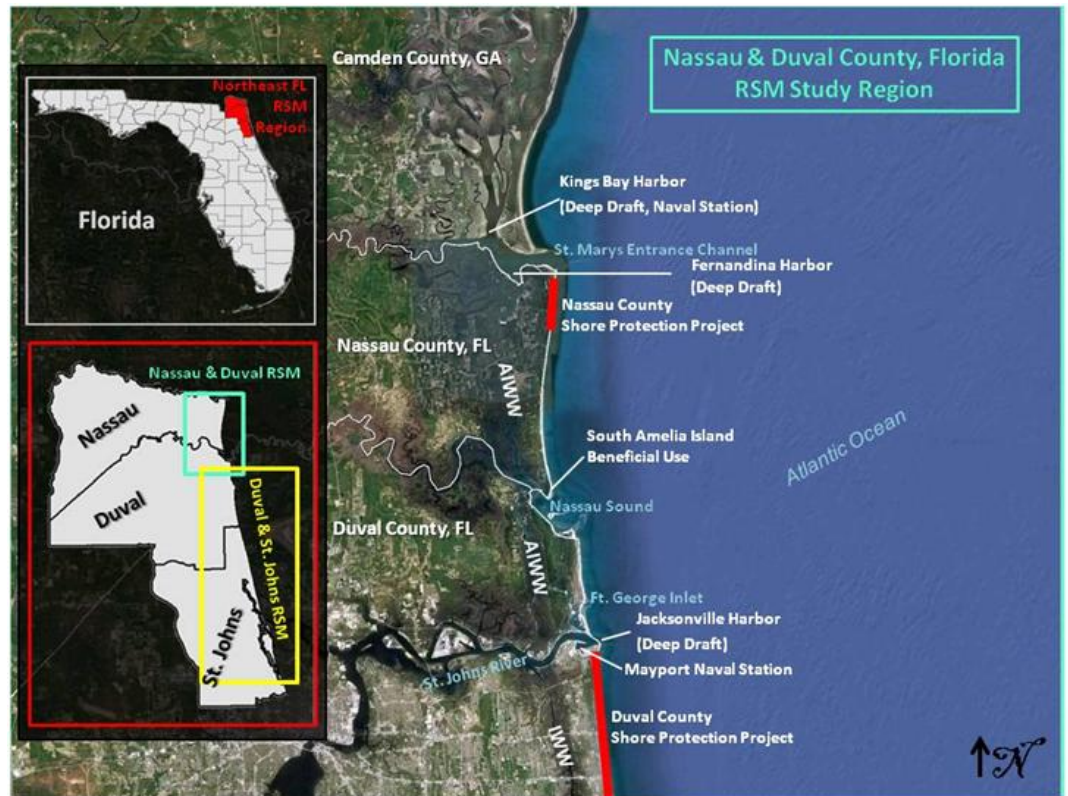 Nassau & Duval County, Florida
RSM Study Region
Camden County, GA
Northeast FL
RSM
Region
Florida
Kings Bay Harbor
(Deep Draft, Naval Station)
St. Marys Entrance Channel
Fernandina Harbor
(Deep Draft)
Nassau County
Shore Protection Project
Nassau County, FL
AIWW
Nassau & Duval RSM
Nassau
Duval
St. Johns
Duval & St. Johns RSM
South Amelia Island
Beneficial Use
Atlantic Ocean
Nassau Sound
Duval County, FL
AIWW
Ft. George Inlet
Jacksonville Harbor
(Deep Draft)
Mayport Naval Station
St. Johns River
Duval County
Shore Protection Project
IWW
N